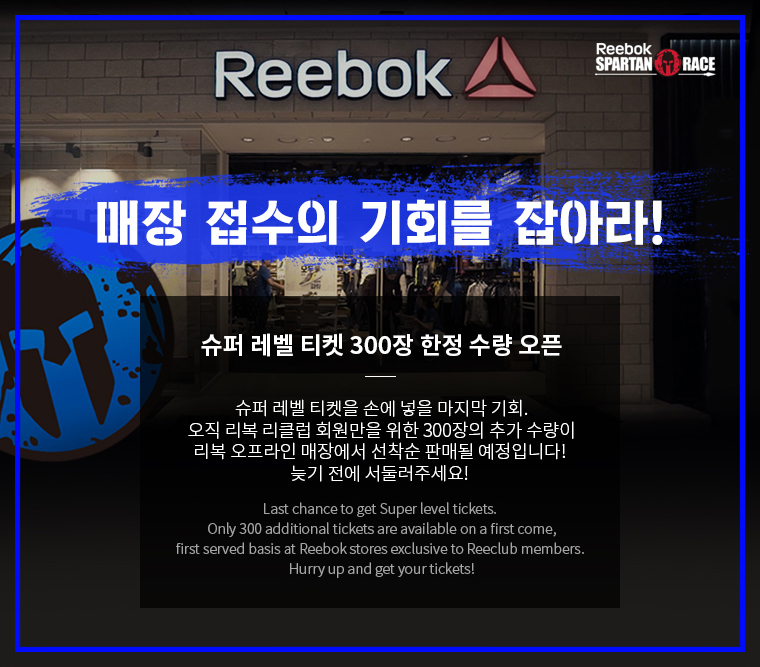 Reebok
Reebok
SPARTAN RACE
매장 접수의 기회를 잡아라!
슈퍼 레벨 티켓 300장 한정 수량 오픈
슈퍼 레벨 티켓을 손에 넣을 마지막 기회.
오직 리복 리클럽 회원만을 위한 300장의 추가 수량이
리복 오프라인 매장에서 선착순 판매될 예정입니다!
늦기 전에 서둘러주세요!
Last chance to get Super level tickets.
Only 300 additional tickets are available on a first come,
first served basis at Reebok stores exclusive to Reeclub members.
Hurry up and get your tickets!